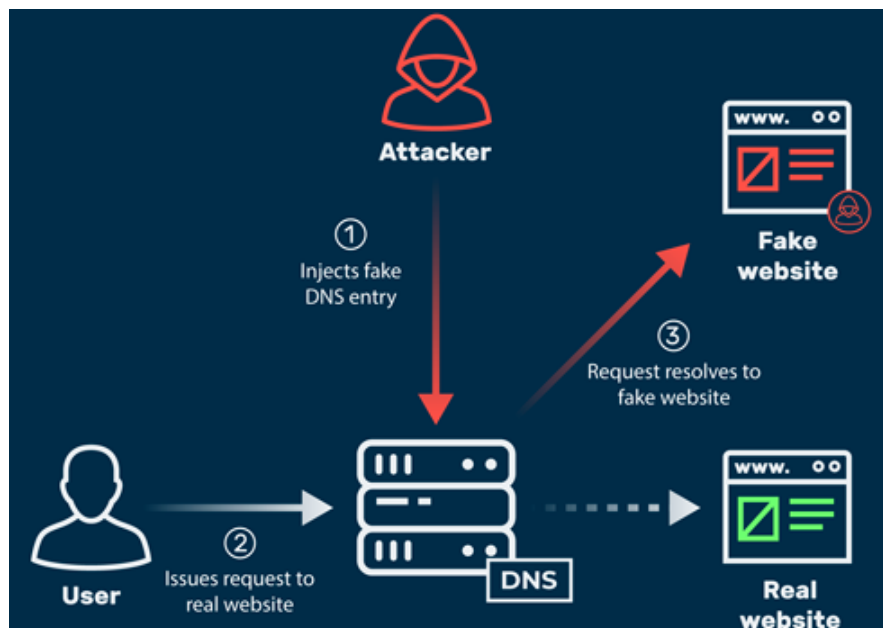 Attacker
www.
①
Injects fake
DNS entry
Fake
website
③
Request resolves to
fake website
www.
②
Issues request to
real website
User
DNS
Real
website